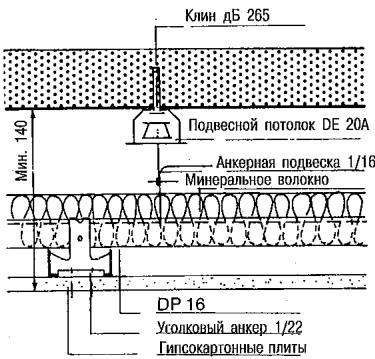 Клин дБ 265
Подвесной потолок DE 20A
Мин. 140
Анкерная подвеска 1/16
Минеральное волокно
DP 16
Уголковый анкер 1/22
Гипсокартонные плиты